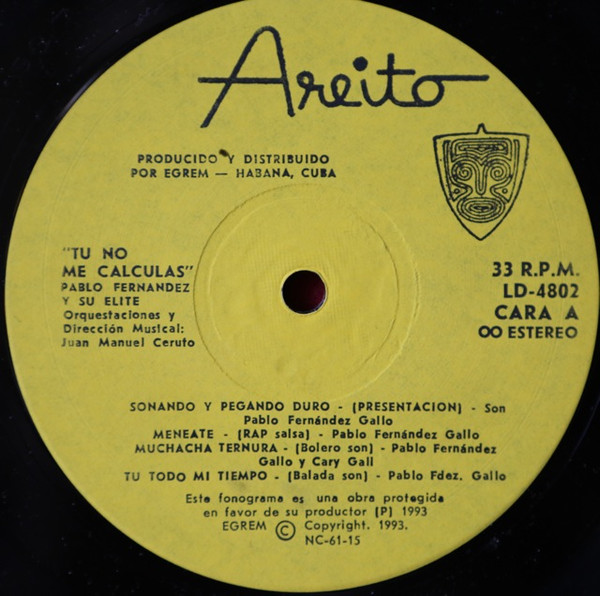 Areito
PRODUCIDO Y DISTRIBUIDO
POR EGREM — HABANA, CUBA
"TU NO
ME CALCULAS"
PABLO FERNANDEZ
Y SU ELITE
Orquestaciones y
Dirección Musical:
Juan Manuel Ceruto
33 R.P.M.
LD-4802
CARA A
OO ESTEREO
SONANDO Y PEGANDO DURO - (PRESENTACION) - Son
Pablo Fernández Gallo
MENEATE - (RAP salsa) - Pablo Fernández Gallo
MUCHACHA TERNURA - (Bolero son) - Pablo Fernández
Gallo y Cary Gall
TU TODO MI TIEMPO - (Balada son) - Pablo Fdez. Gallo
Este fonograma es una obra protegida
en favor de su productor (P) 1993
EGREM © Copyright. 1993.
NC-61-15